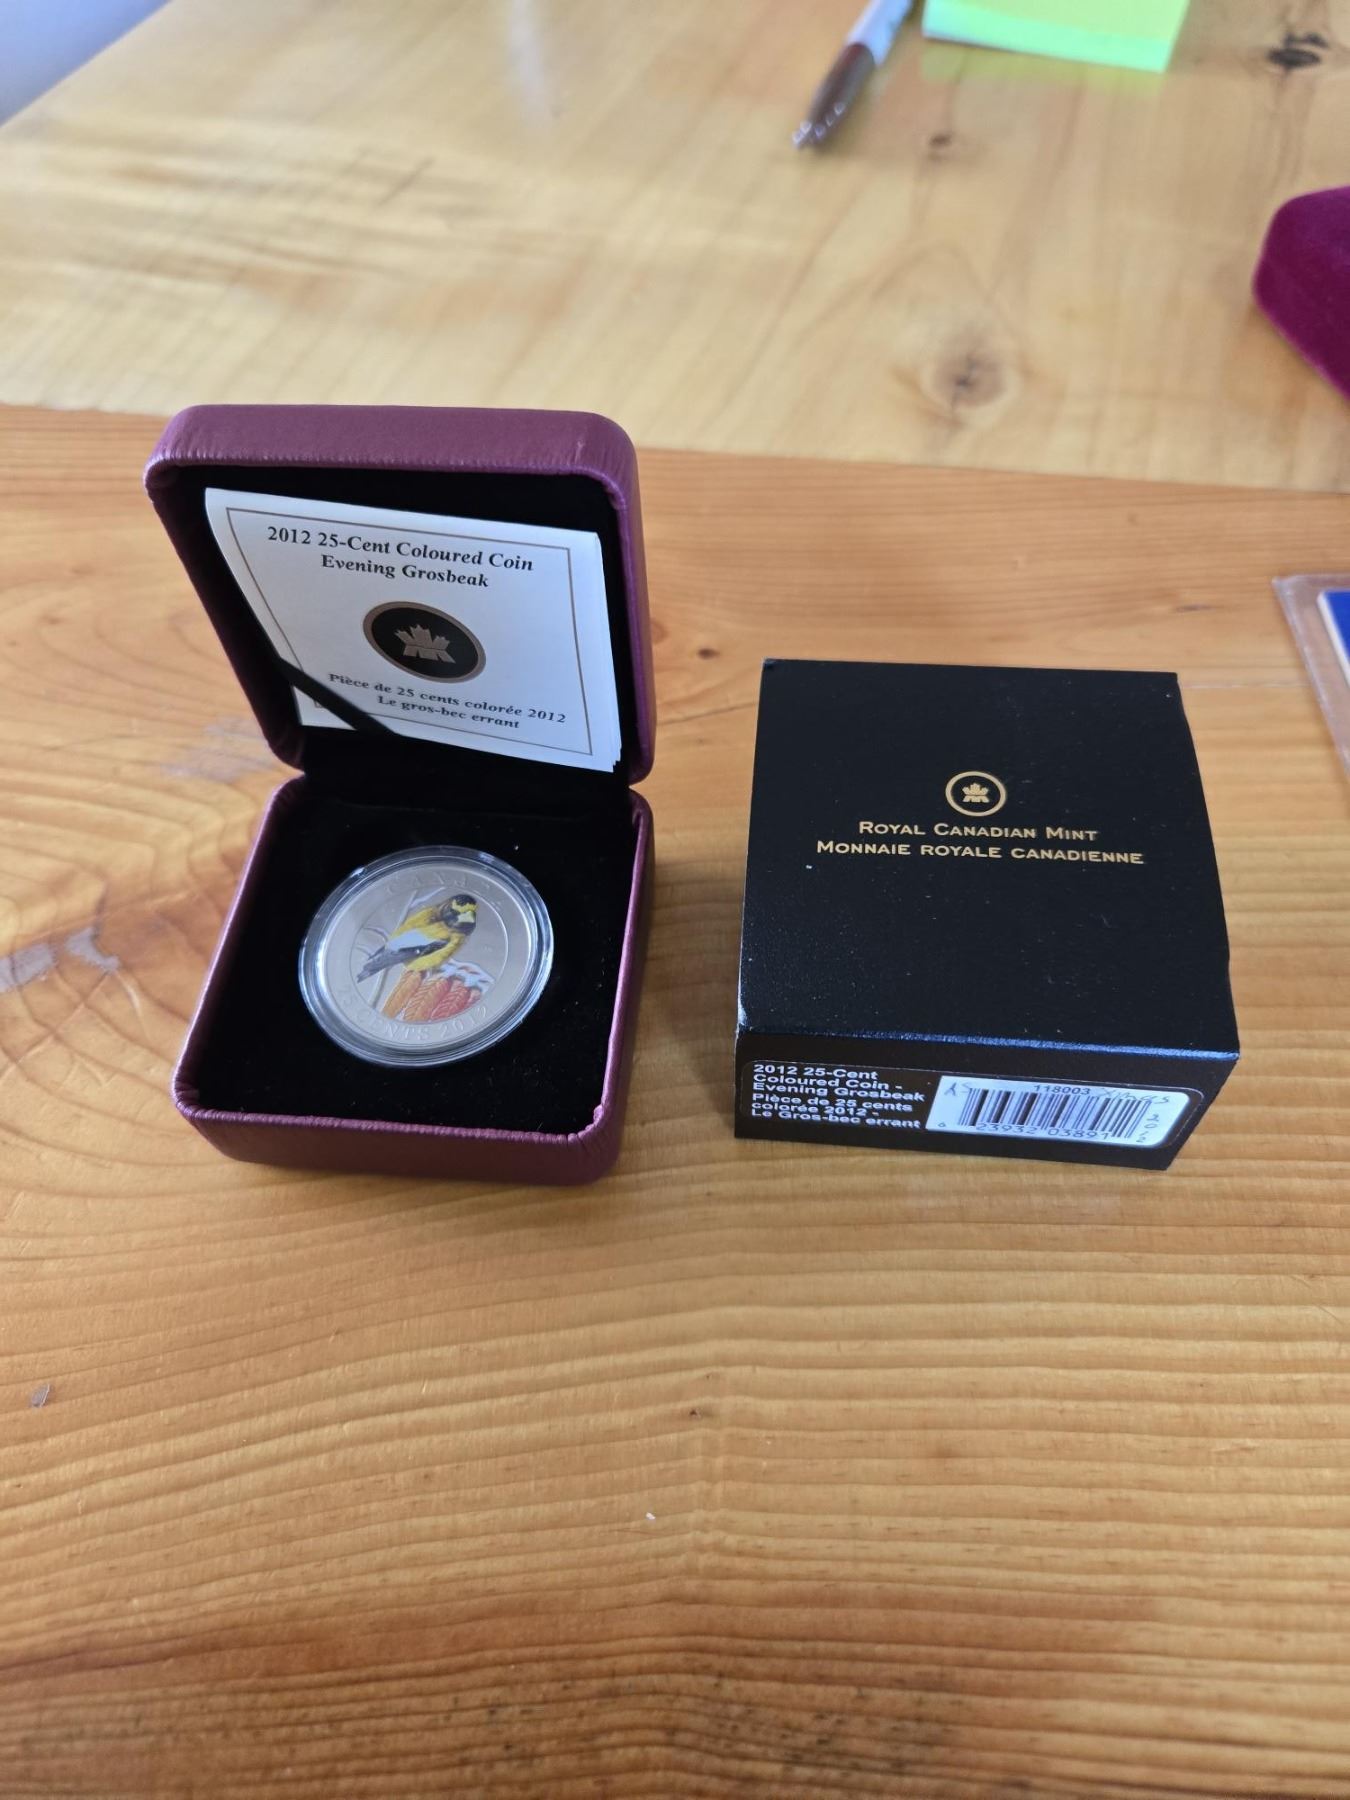 2012 25-Cent Coloured Coin
Evening Grosbeak
Pièce de 25 cents colorée 2012
Le gros-bec errant
CANADA
25 CENTS 2012
ROYAL CANADIAN MINT
MONNAIE ROYALE CANADIENNE
2012 25-Cent
Coloured Coin -
Evening Grosbeak
Pièce de 25 cents
colorée 2012 -
Le Gros-bec errant
118003
23932 03891